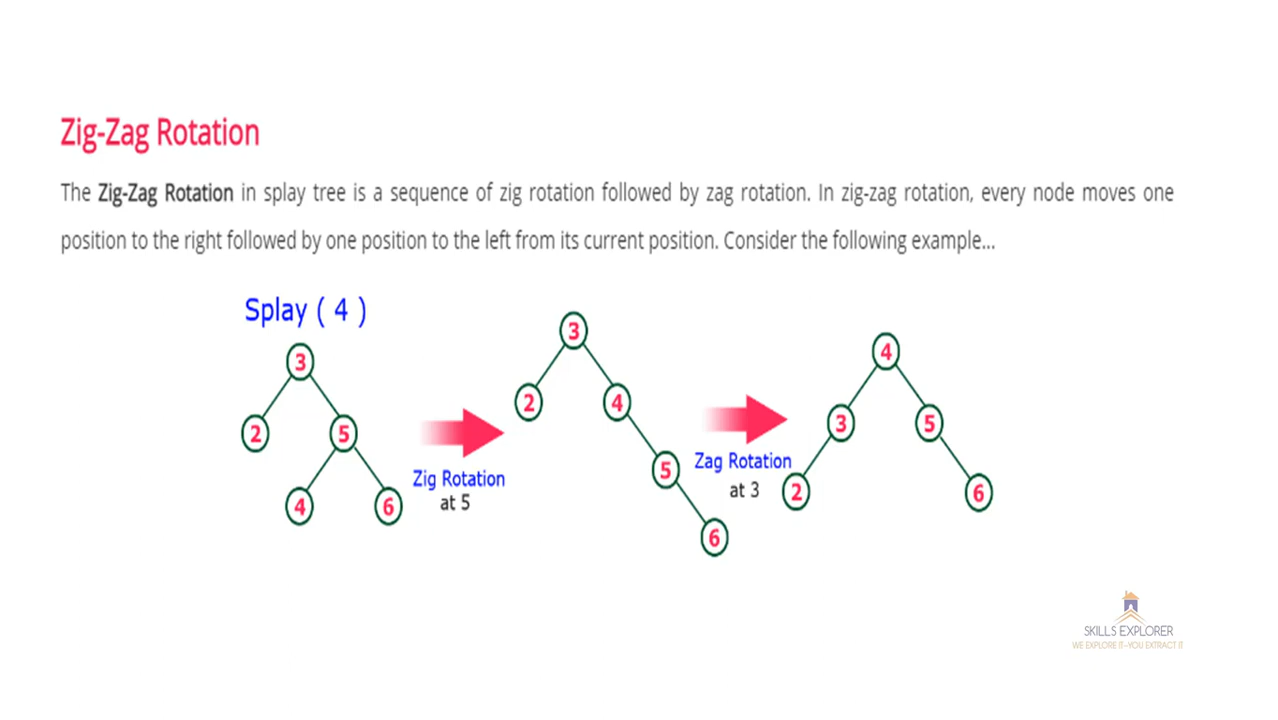 Zig-Zag Rotation
The Zig-Zag Rotation in splay tree is a sequence of zig rotation followed by zag rotation. In zig-zag rotation, every node moves one
position to the right followed by one position to the left from its current position. Consider the following example...
Splay ( 4 )
3
2
5
4
6
Zig Rotation
at 5
3
2
4
5
6
Zag Rotation
at 3
4
3
5
2
6
SKILLS EXPLORER
WE EXPLORE IT-YOU EXTRACT IT